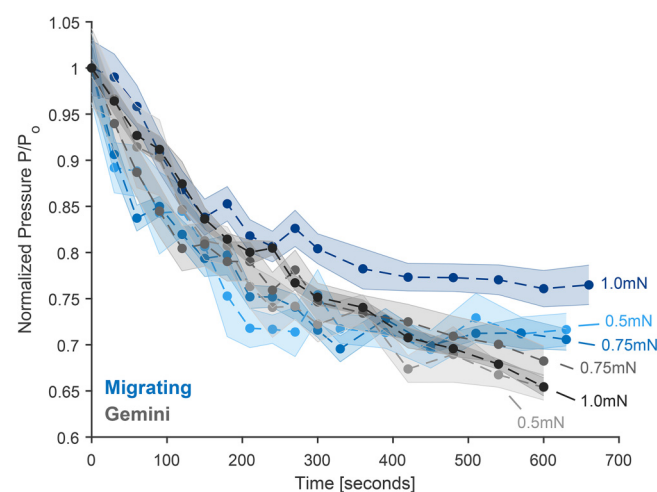 Normalized Pressure P/Po
1.05
1
0.95
0.9
0.85
0.8
0.75
0.7
0.65
0.6
1.0mN
0.5mN
0.75mN
0.75mN
1.0mN
0.5mN
Migrating
Gemini
0 100 200 300 400 500 600 700
Time [seconds]